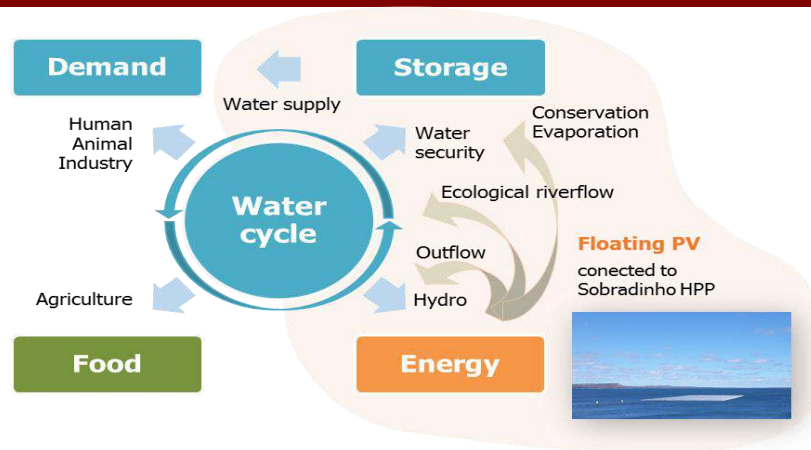 Demand
Storage
Water supply
Human
Animal
Industry
Water
security
Conservation
Evaporation
Ecological riverflow
Water
cycle
Outflow
Floating PV
conected to
Sobradinho HPP
Agriculture
Hydro
Food
Energy